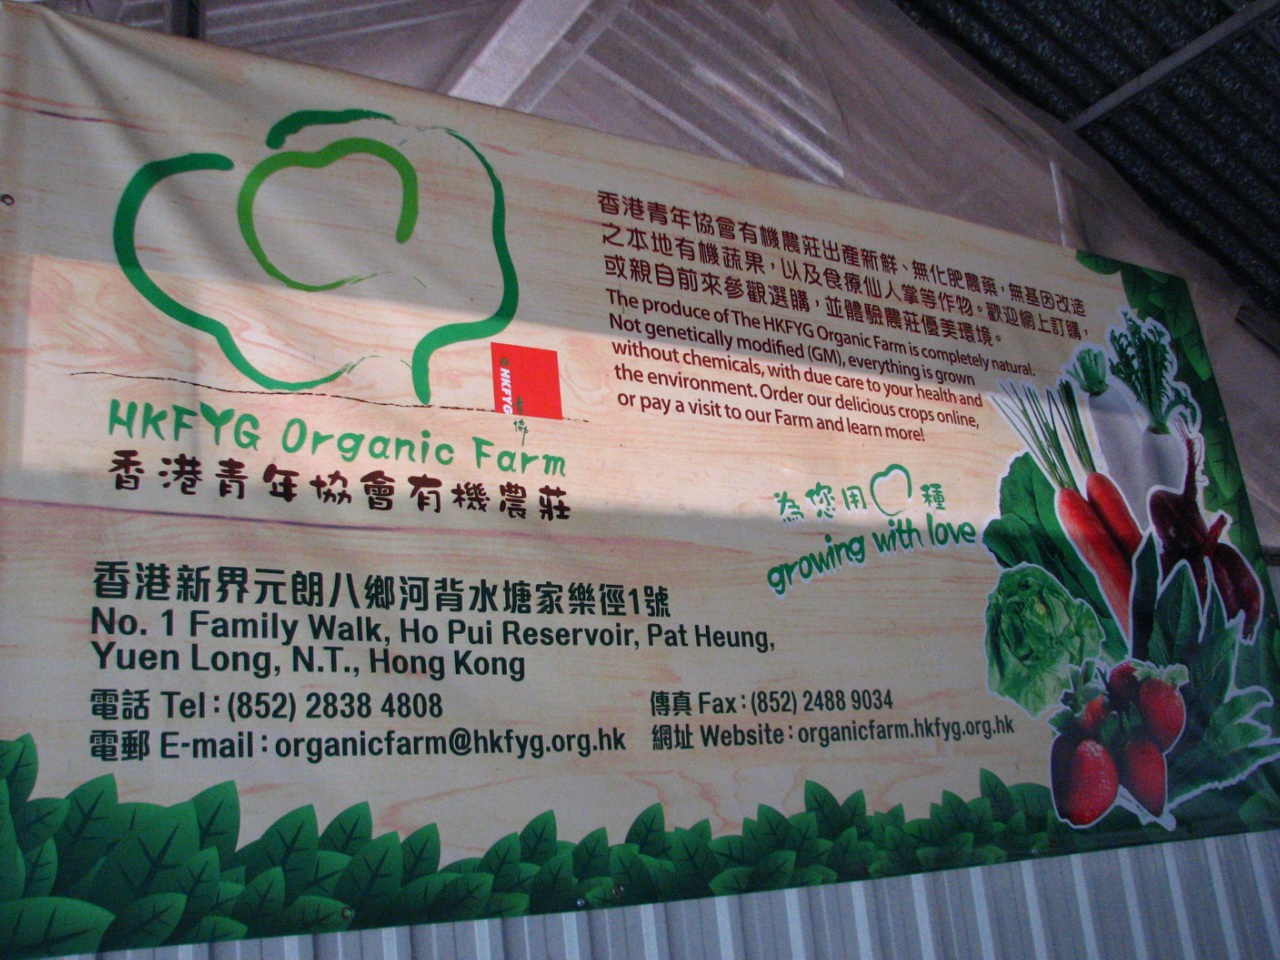 HKFYG
青
協
HKFYG Organic Farm
香港青年協會有機農莊
香港青年協會有機農莊出產新鮮、無化肥農藥，無基因改造
之本地有機蔬果，以及食療仙人掌等作物。歡迎網上訂購，
或親自前來參觀選購，並體驗農莊優美環境。
The produce of The HKFYG Organic Farm is completely natural.
Not genetically modified (GM), everything is grown
without chemicals, with due care to your health and
the environment. Order our delicious crops online,
or pay a visit to our Farm and learn more!
為您用 種
growing with love
香港新界元朗八鄉河背水塘家樂徑1號
No. 1 Family Walk, Ho Pui Reservoir, Pat Heung,
Yuen Long, N.T., Hong Kong
電話 Tel : (852) 2838 4808
傳真 Fax : (852) 2488 9034
電郵 E-mail : organicfarm@hkfyg.org.hk
網址 Website : organicfarm.hkfyg.org.hk